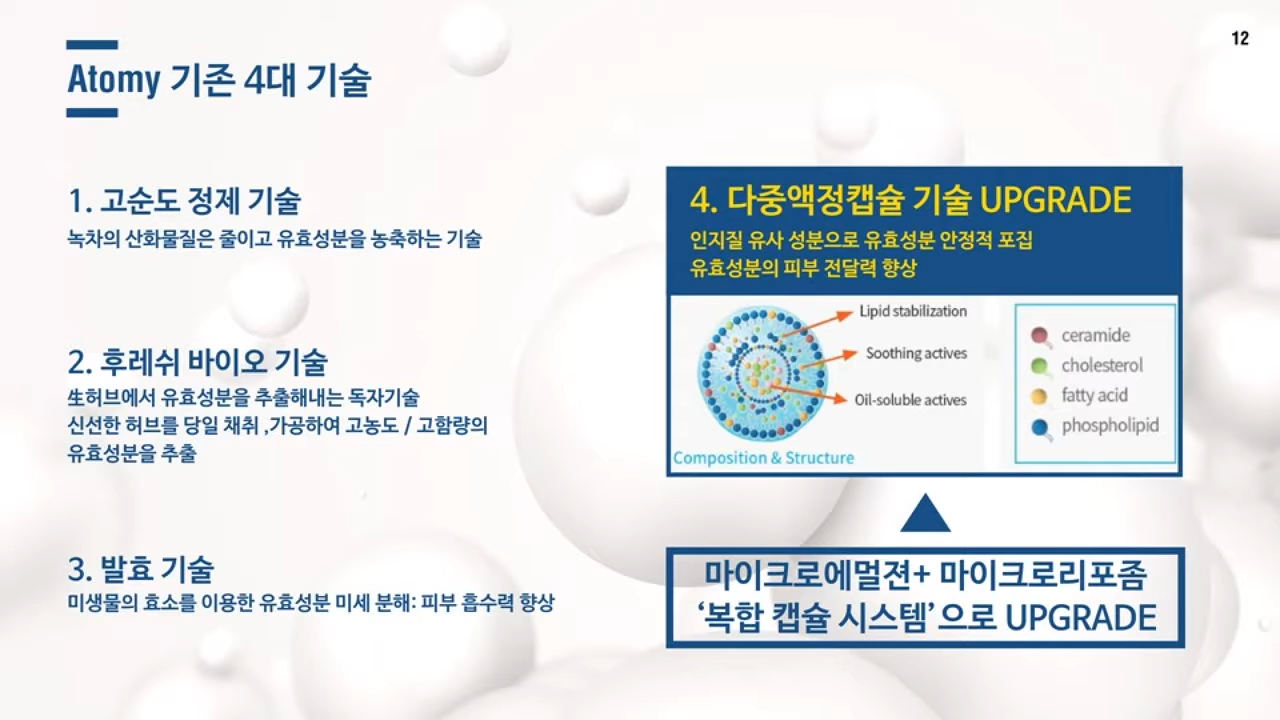 12
Atomy 기존 4대 기술
1. 고순도 정제 기술
녹차의 산화물질은 줄이고 유효성분을 농축하는 기술
2. 후레쉬 바이오 기술
生허브에서 유효성분을 추출해내는 독자기술
신선한 허브를 당일 채취 ,가공하여 고농도 / 고함량의
유효성분을 추출
3. 발효 기술
미생물의 효소를 이용한 유효성분 미세 분해: 피부 흡수력 향상
4. 다중액정캡슐 기술 UPGRADE
인지질 유사 성분으로 유효성분 안정적 포집
유효성분의 피부 전달력 향상
Lipid stabilization
Soothing actives
Oil-soluble actives
Composition & Structure
ceramide
cholesterol
fatty acid
phospholipid
마이크로에멀젼+ 마이크로리포좀
‘복합 캡슐 시스템’으로 UPGRADE